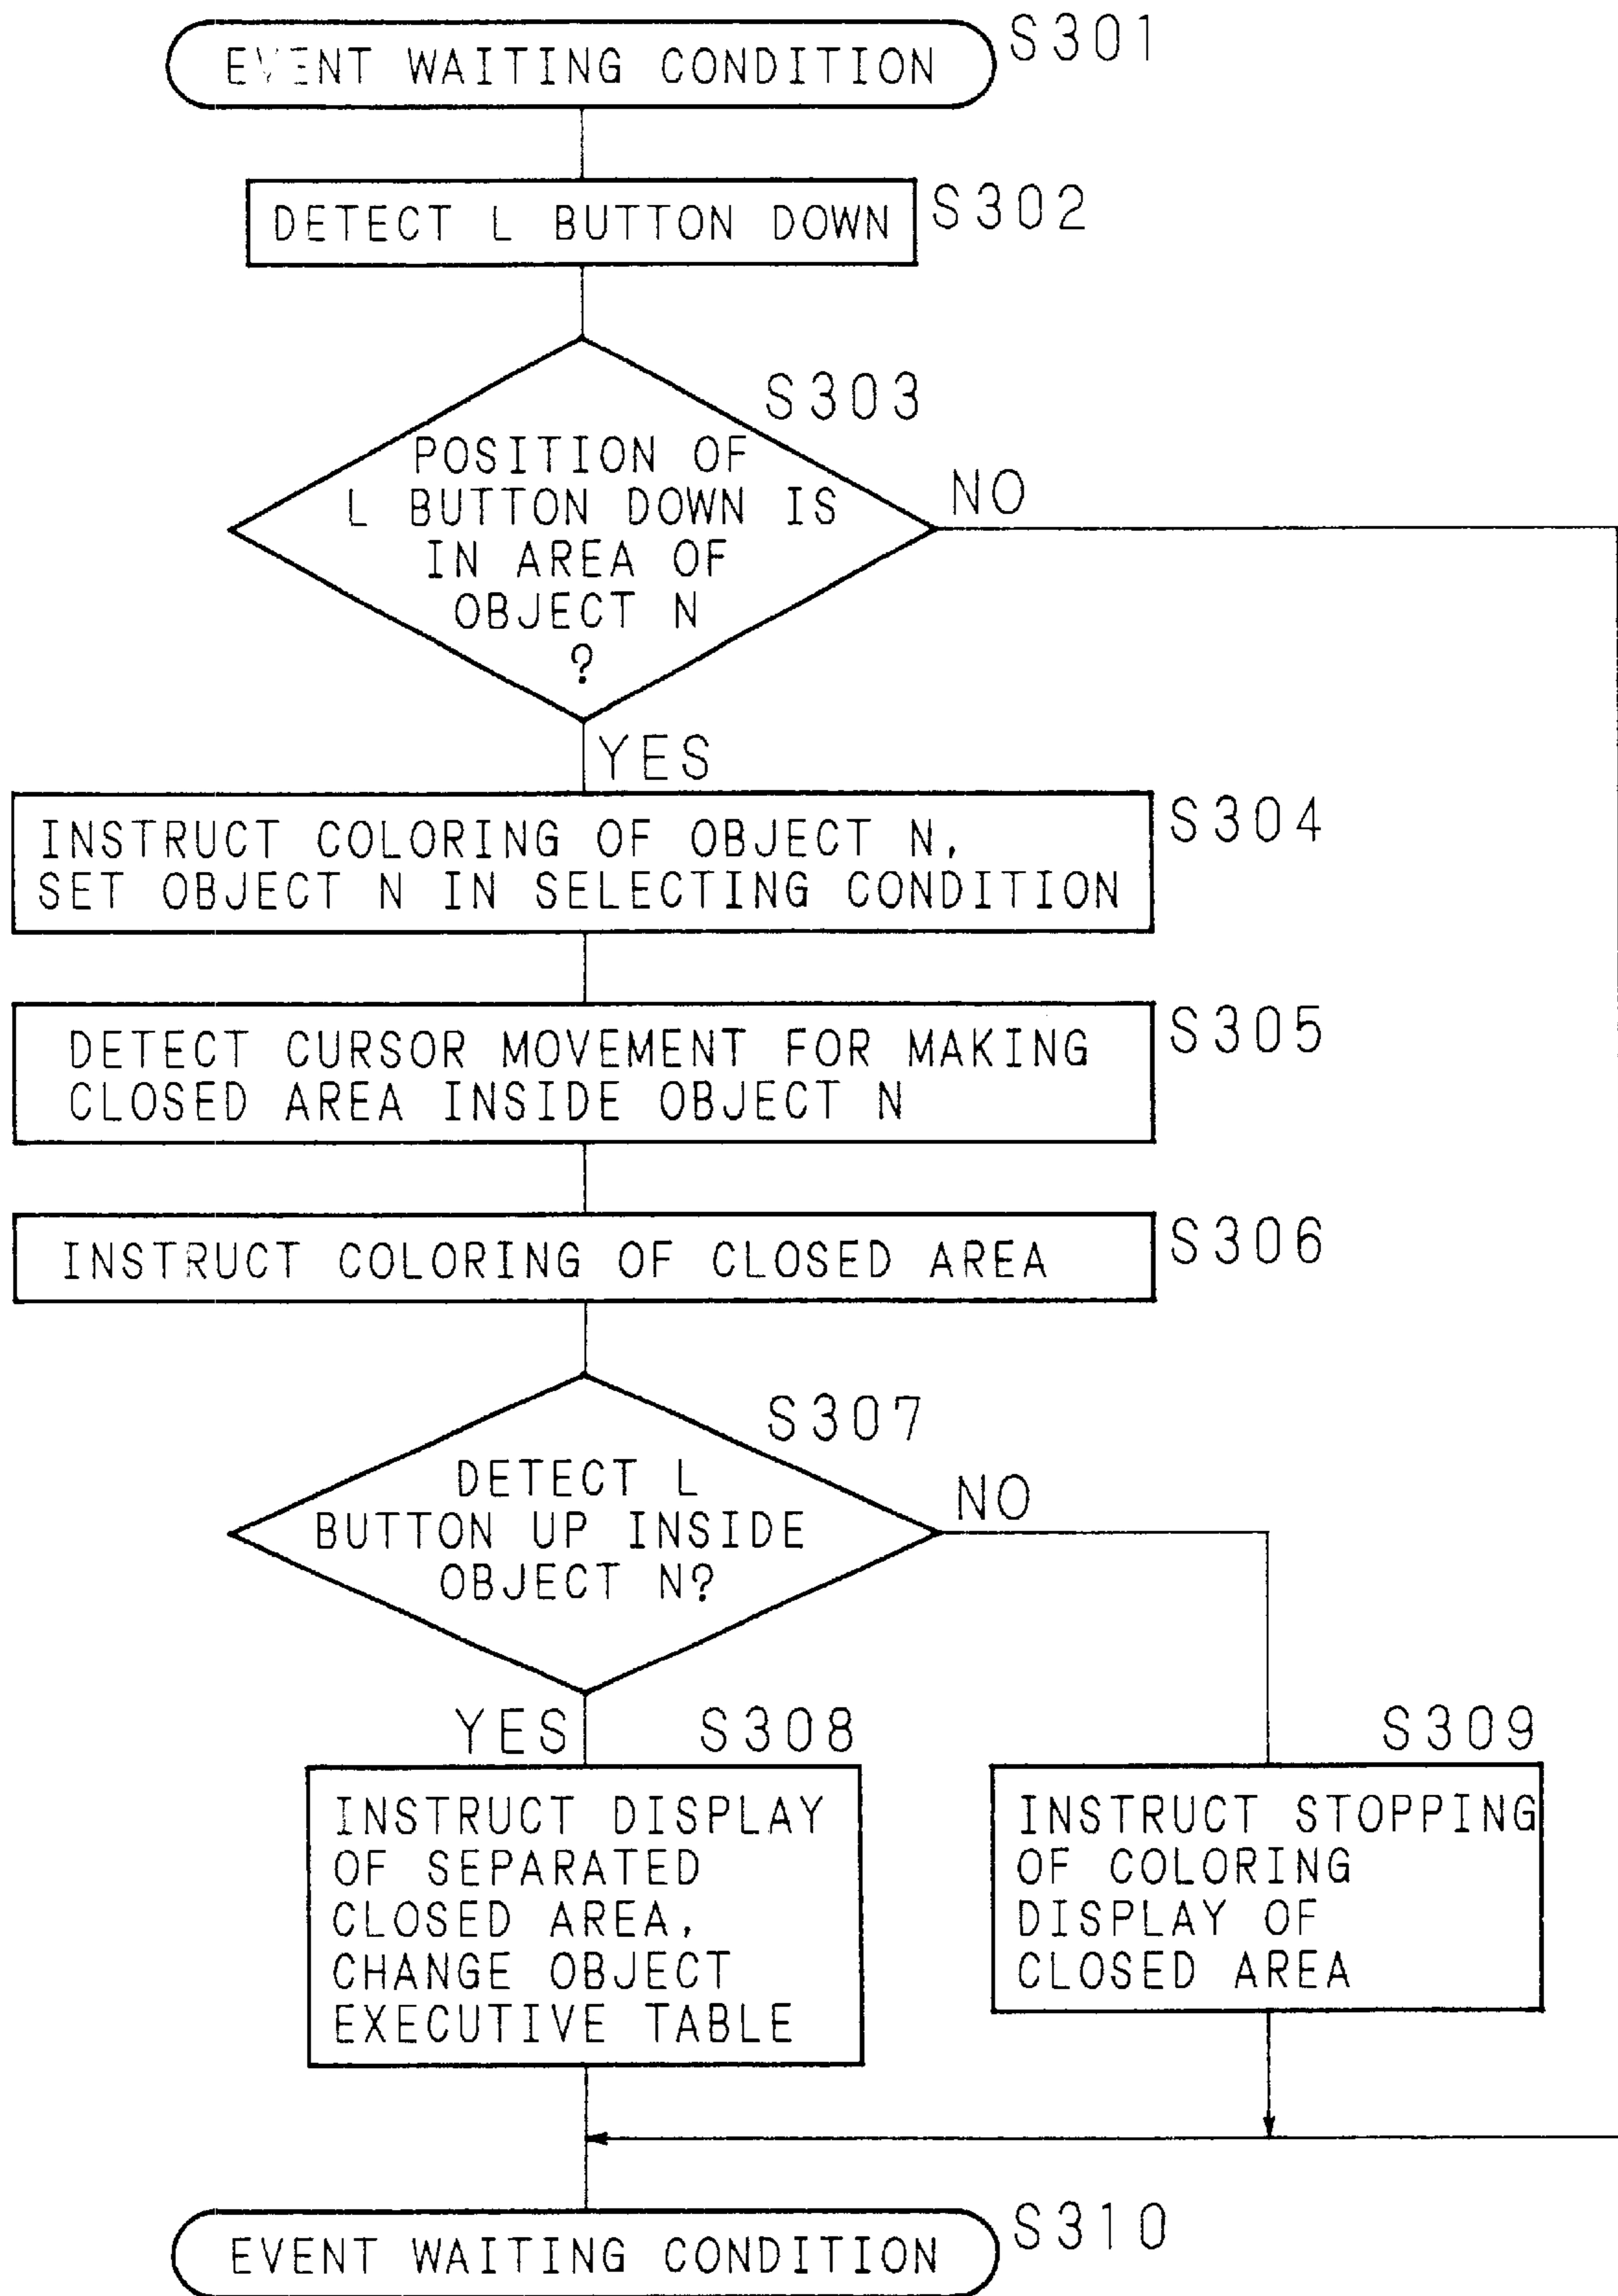 EVENT WAITING CONDITION
S301
DETECT L BUTTON DOWN
S302
S303
POSITION OF
L BUTTON DOWN IS
IN AREA OF
OBJECT N
?
NO
YES
INSTRUCT COLORING OF OBJECT N,
SET OBJECT N IN SELECTING CONDITION
S304
DETECT CURSOR MOVEMENT FOR MAKING
CLOSED AREA INSIDE OBJECT N
S305
INSTRUCT COLORING OF CLOSED AREA
S306
S307
DETECT L
BUTTON UP INSIDE
OBJECT N?
NO
YES
S308
INSTRUCT DISPLAY
OF SEPARATED
CLOSED AREA,
CHANGE OBJECT
EXECUTIVE TABLE
S309
INSTRUCT STOPPING
OF COLORING
DISPLAY OF
CLOSED AREA
EVENT WAITING CONDITION
S310